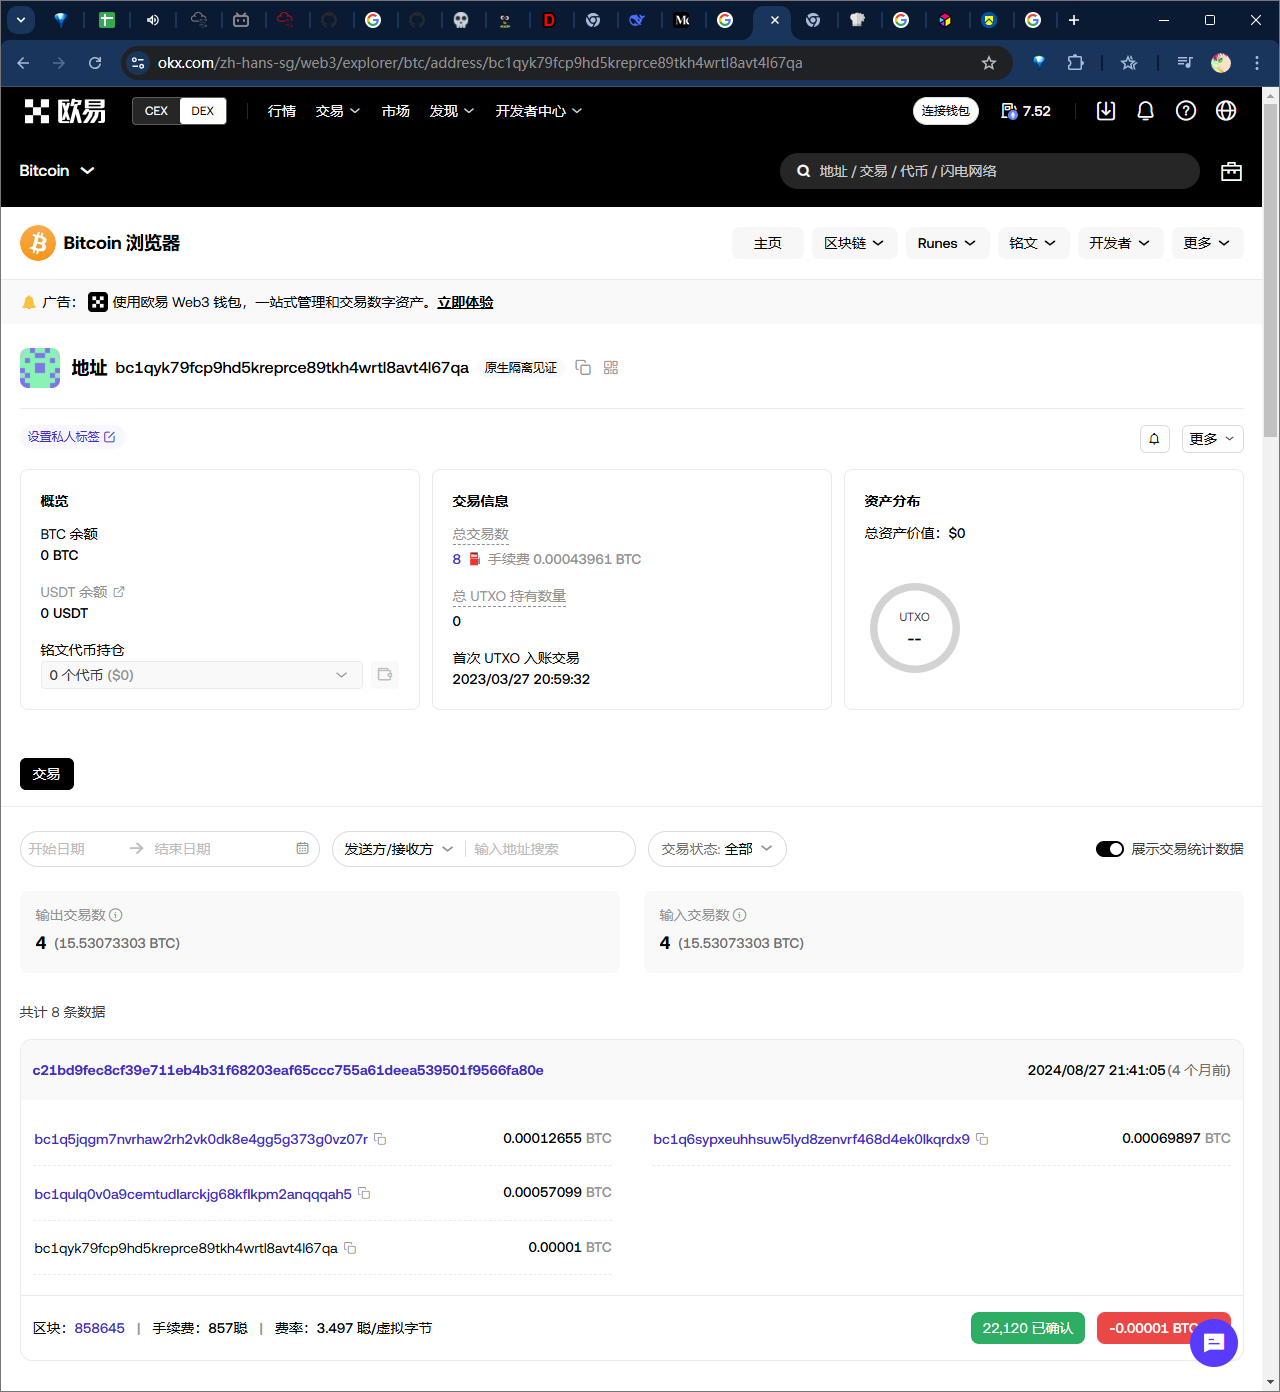 okx.com/zh-hans-sg/web3/explorer/btc/address/bc1qyk79fcp9hd5kreprce89tkh4wrtl8avt4l67qa
欧易 CEX DEX 行情 交易 市场 发现 开发者中心 连接钱包 7.52
Bitcoin 地址 / 交易 / 代币 / 闪电网络
Bitcoin 浏览器 主页 区块链 Runes 铭文 开发者 更多
广告： 使用欧易 Web3 钱包，一站式管理和交易数字资产。立即体验
地址 bc1qyk79fcp9hd5kreprce89tkh4wrtl8avt4l67qa 原生隔离见证
设置私人标签 更多
概览
BTC 余额
0 BTC
USDT 余额
0 USDT
铭文代币持仓
0 个代币 ($0)
交易信息
总交易数
8 手续费 0.00043961 BTC
总 UTXO 持有数量
0
首次 UTXO 入账交易
2023/03/27 20:59:32
资产分布
总资产价值：$0
UTXO
--
交易
开始日期 结束日期 发送方/接收方 输入地址搜索 交易状态: 全部 展示交易统计数据
输出交易数
4 (15.53073303 BTC)
输入交易数
4 (15.53073303 BTC)
共计 8 条数据
c21bd9fec8cf39e711eb4b31f68203eaf65ccc755a61deea539501f9566fa80e 2024/08/27 21:41:05 (4 个月前)
bc1q5jqgm7nvrhaw2rh2vk0dk8e4gg5g373g0vz07r 0.00012655 BTC
bc1qulq0v0a9cemtudlarckjg68kflkpm2anqqqah5 0.00057099 BTC
bc1qyk79fcp9hd5kreprce89tkh4wrtl8avt4l67qa 0.00001 BTC
bc1q6sypxeuhhsuw5lyd8zenvrf468d4ek0lkqrdx9 0.00069897 BTC
区块：858645 | 手续费：857聪 | 费率：3.497 聪/虚拟字节 22,120 已确认 -0.00001 BTC